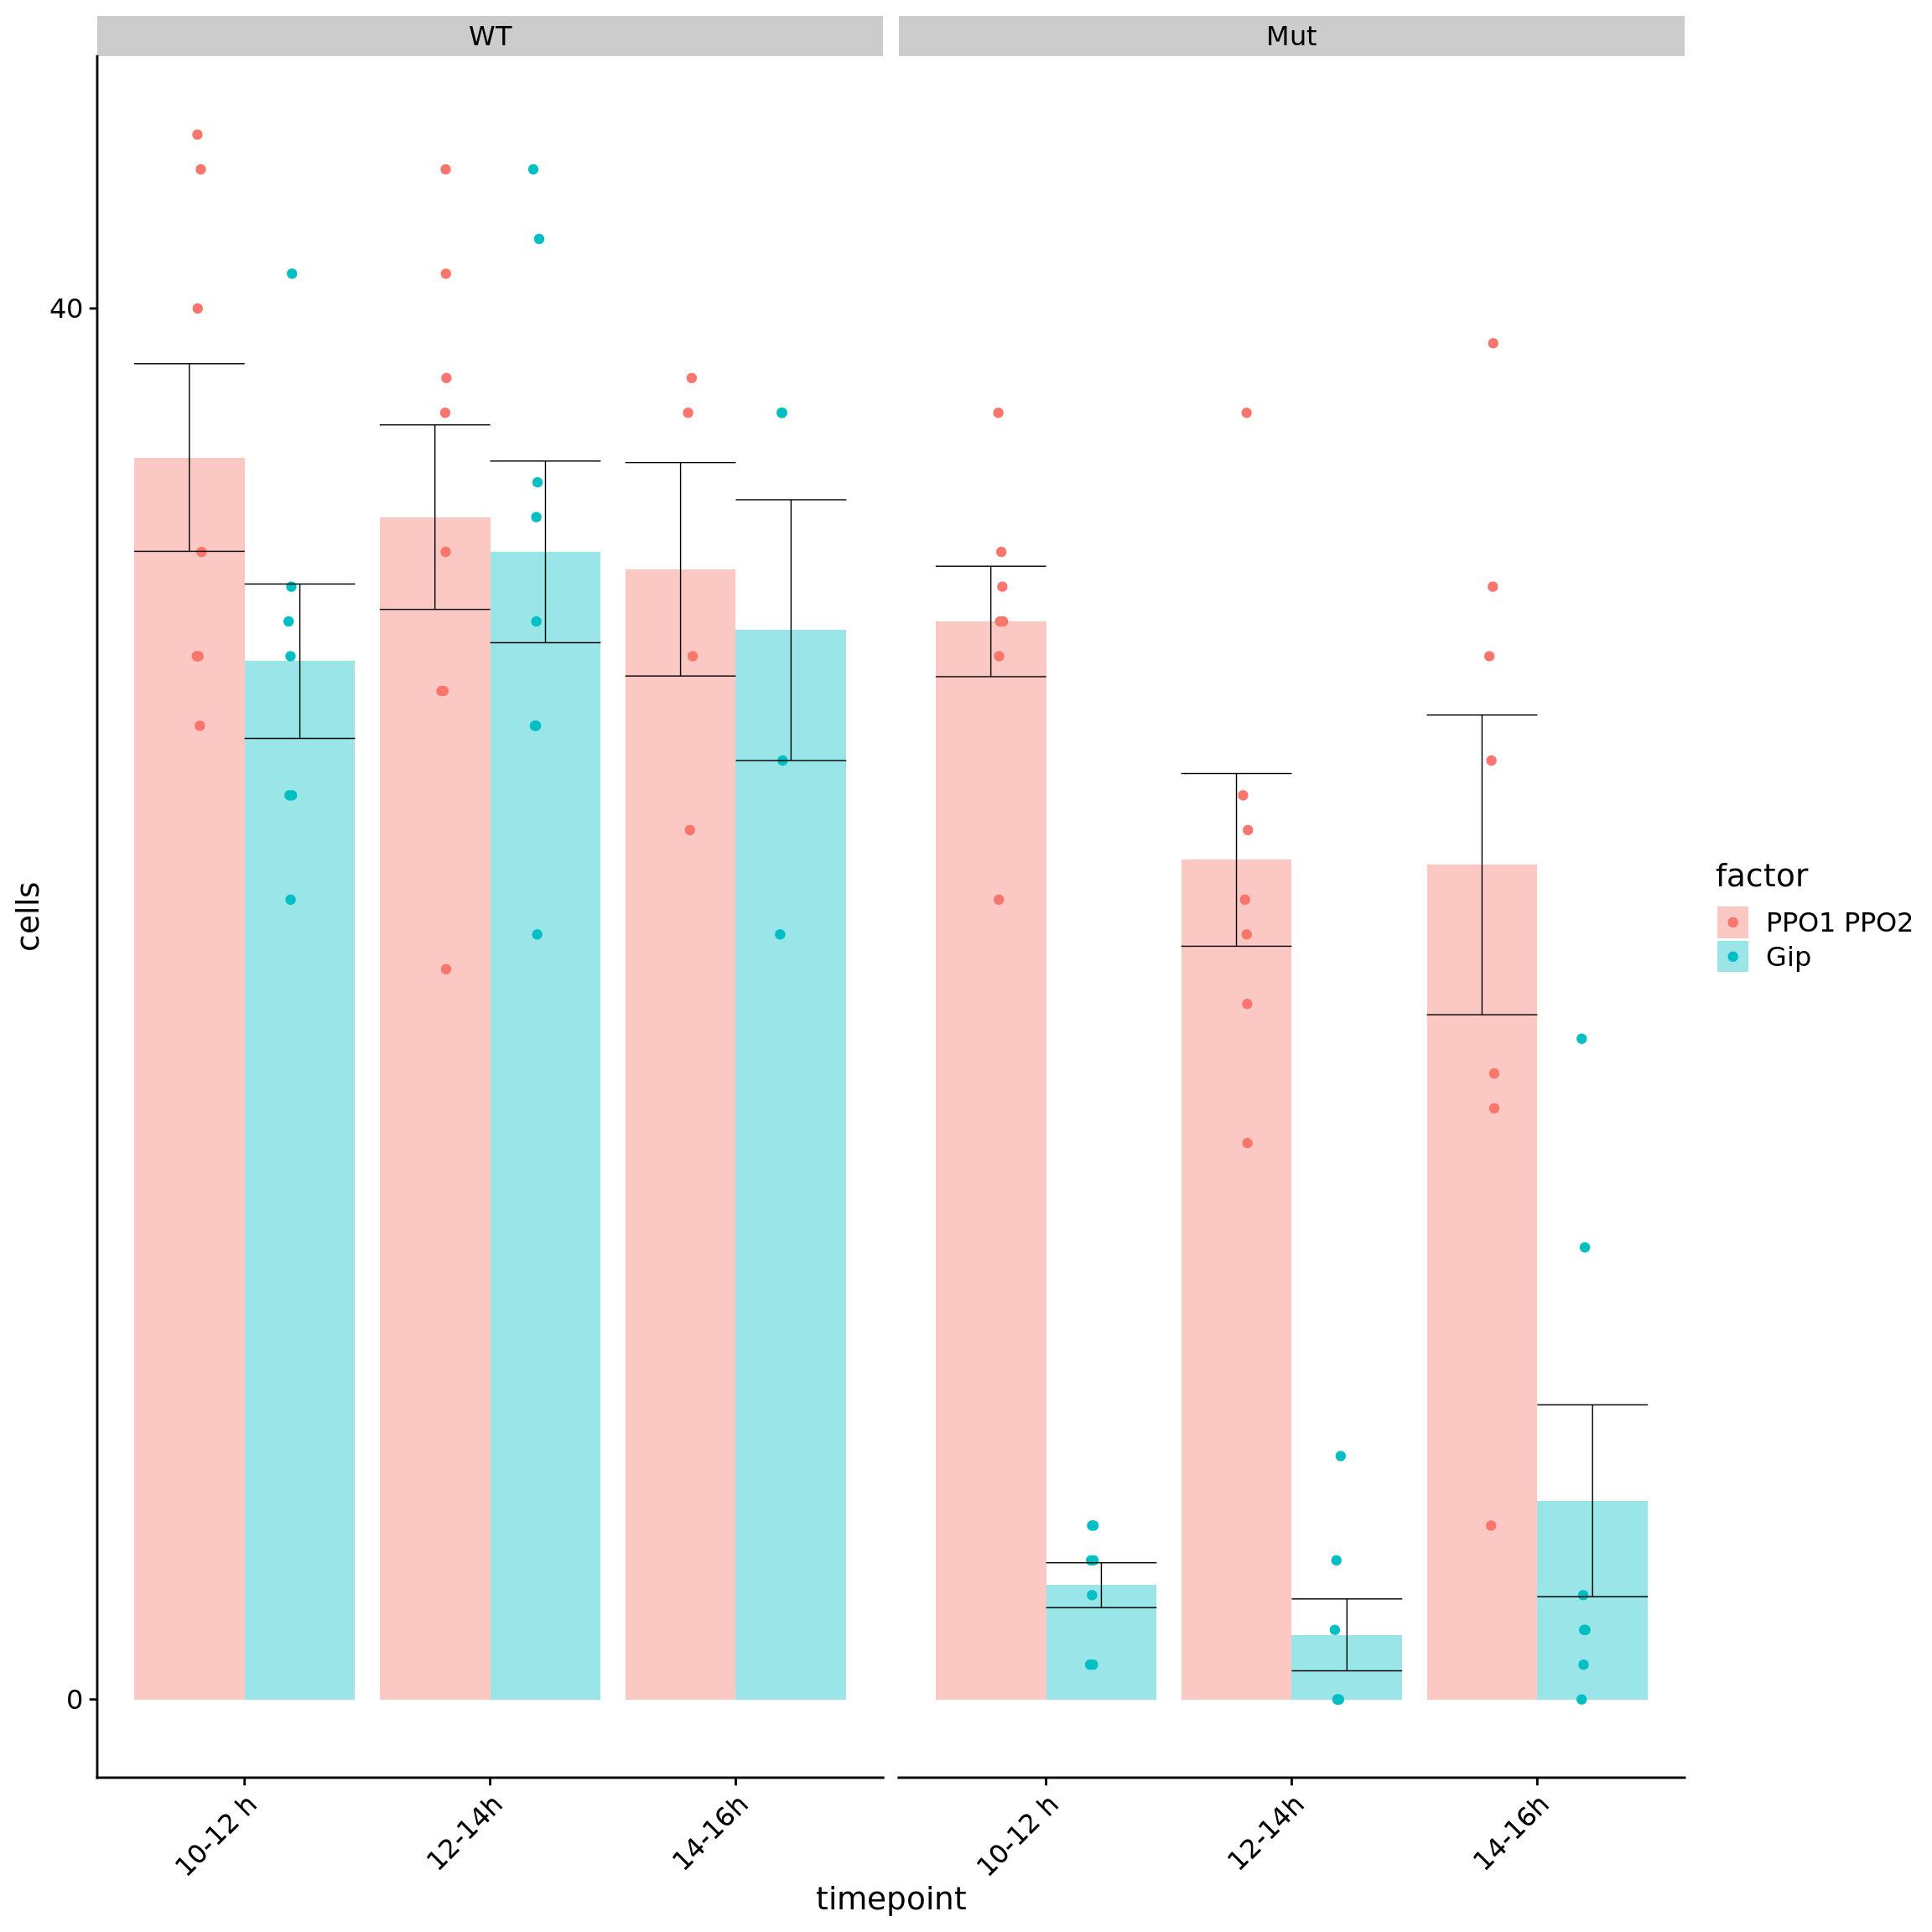 WT
Mut
40
0
cells
10-12 h
12-14h
14-16h
10-12 h
12-14h
14-16h
timepoint
factor
PPO1 PPO2
Gip